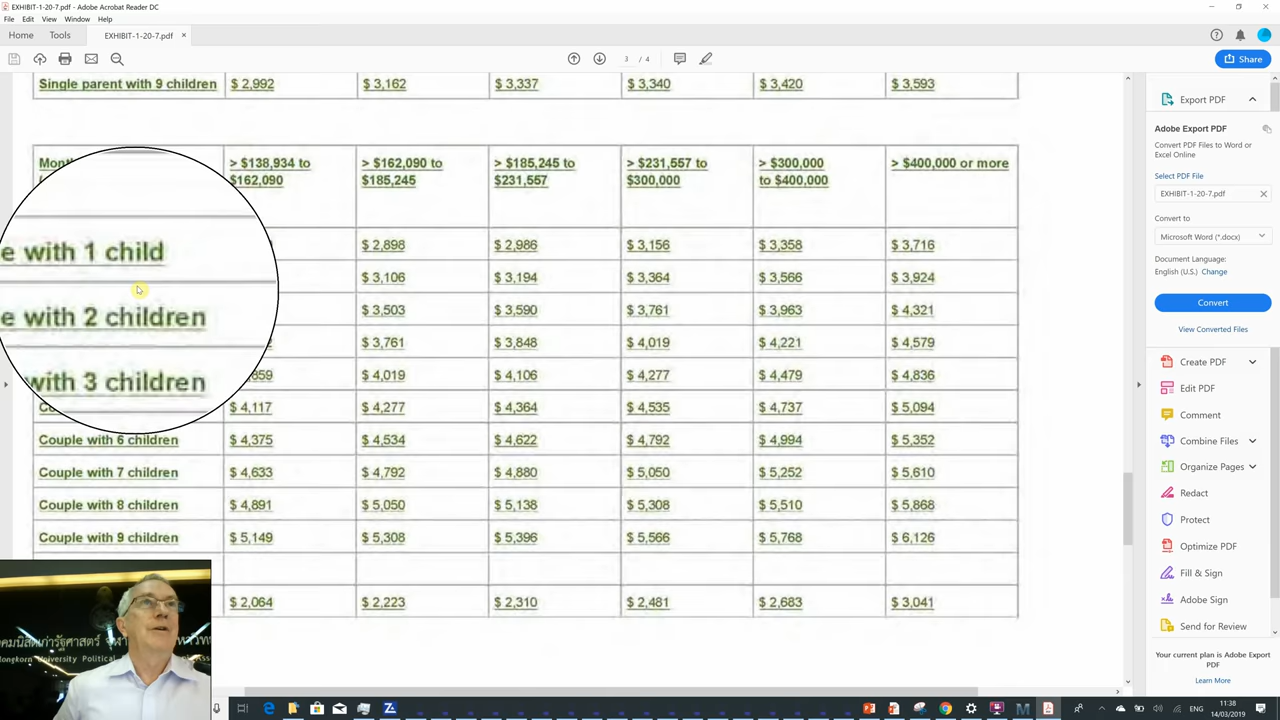 EXHIBIT-1-20-7.pdf - Adobe Acrobat Reader DC
File Edit View Window Help
Home Tools EXHIBIT-1-20-7.pdf ×
3 / 4 Share
Single parent with 9 children $ 2,992 $ 3,162 $ 3,337 $ 3,340 $ 3,420 $ 3,593
> $138,934 to > $162,090 to > $185,245 to > $231,557 to > $300,000 > $400,000 or more
$162,090 $185,245 $231,557 $300,000 to $400,000
with 1 child $ 2,898 $ 2,986 $ 3,156 $ 3,358 $ 3,716
$ 3,106 $ 3,194 $ 3,364 $ 3,566 $ 3,924
with 2 children $ 3,503 $ 3,590 $ 3,761 $ 3,963 $ 4,321
$ 3,761 $ 3,848 $ 4,019 $ 4,221 $ 4,579
with 3 children $ 4,019 $ 4,106 $ 4,277 $ 4,479 $ 4,836
$ 4,117 $ 4,277 $ 4,364 $ 4,535 $ 4,737 $ 5,094
Couple with 6 children $ 4,375 $ 4,534 $ 4,622 $ 4,792 $ 4,994 $ 5,352
Couple with 7 children $ 4,633 $ 4,792 $ 4,880 $ 5,050 $ 5,252 $ 5,610
Couple with 8 children $ 4,891 $ 5,050 $ 5,138 $ 5,308 $ 5,510 $ 5,868
Couple with 9 children $ 5,149 $ 5,308 $ 5,396 $ 5,566 $ 5,768 $ 6,126
$ 2,064 $ 2,223 $ 2,310 $ 2,481 $ 2,683 $ 3,041
University Political
Export PDF
Adobe Export PDF
Convert PDF Files to Word or
Excel Online
Select PDF File
EXHIBIT-1-20-7.pdf
Convert to
Microsoft Word (*.docx)
Document Language:
English (U.S.) Change
Convert
View Converted Files
Create PDF
Edit PDF
Comment
Combine Files
Organize Pages
Redact
Protect
Optimize PDF
Fill & Sign
Adobe Sign
Send for Review
Your current plan is Adobe Export
PDF
Learn More
ENG 11:38
14/03/2019